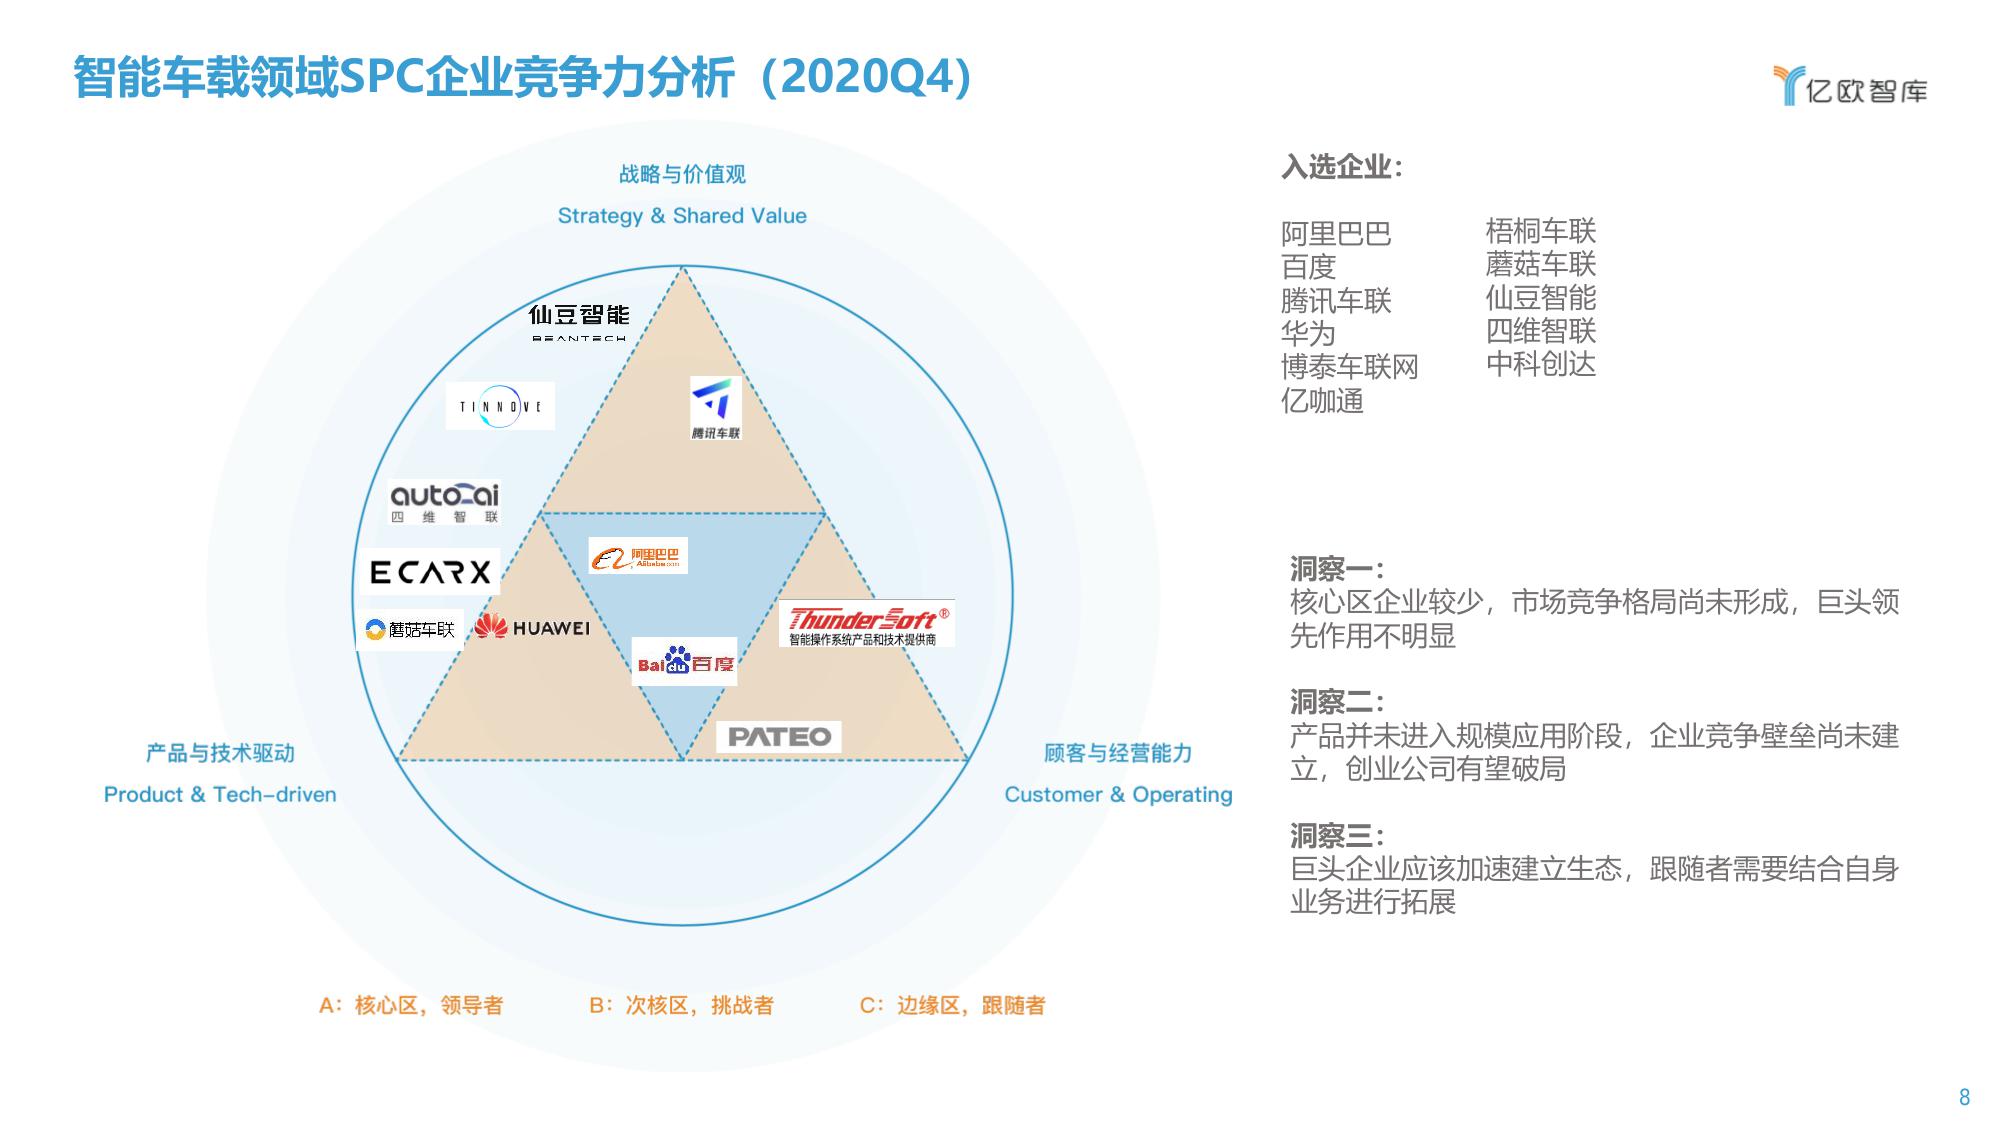 智能车载领域SPC企业竞争力分析（2020Q4）
亿欧智库
战略与价值观
Strategy & Shared Value
仙豆智能
BEANTECH
TINNOVE
腾讯车联
auto ai
四维智联
阿里巴巴
Alibaba.com
ECARX
蘑菇车联
HUAWEI
ThunderSoft®
智能操作系统产品和技术提供商
Bai du 百度
PATEO
产品与技术驱动
Product & Tech-driven
顾客与经营能力
Customer & Operating
A：核心区，领导者
B：次核区，挑战者
C：边缘区，跟随者
入选企业：
阿里巴巴
百度
腾讯车联
华为
博泰车联网
亿咖通
梧桐车联
蘑菇车联
仙豆智能
四维智联
中科创达
洞察一：
核心区企业较少，市场竞争格局尚未形成，巨头领
先作用不明显
洞察二：
产品并未进入规模应用阶段，企业竞争壁垒尚未建
立，创业公司有望破局
洞察三：
巨头企业应该加速建立生态，跟随者需要结合自身
业务进行拓展
8